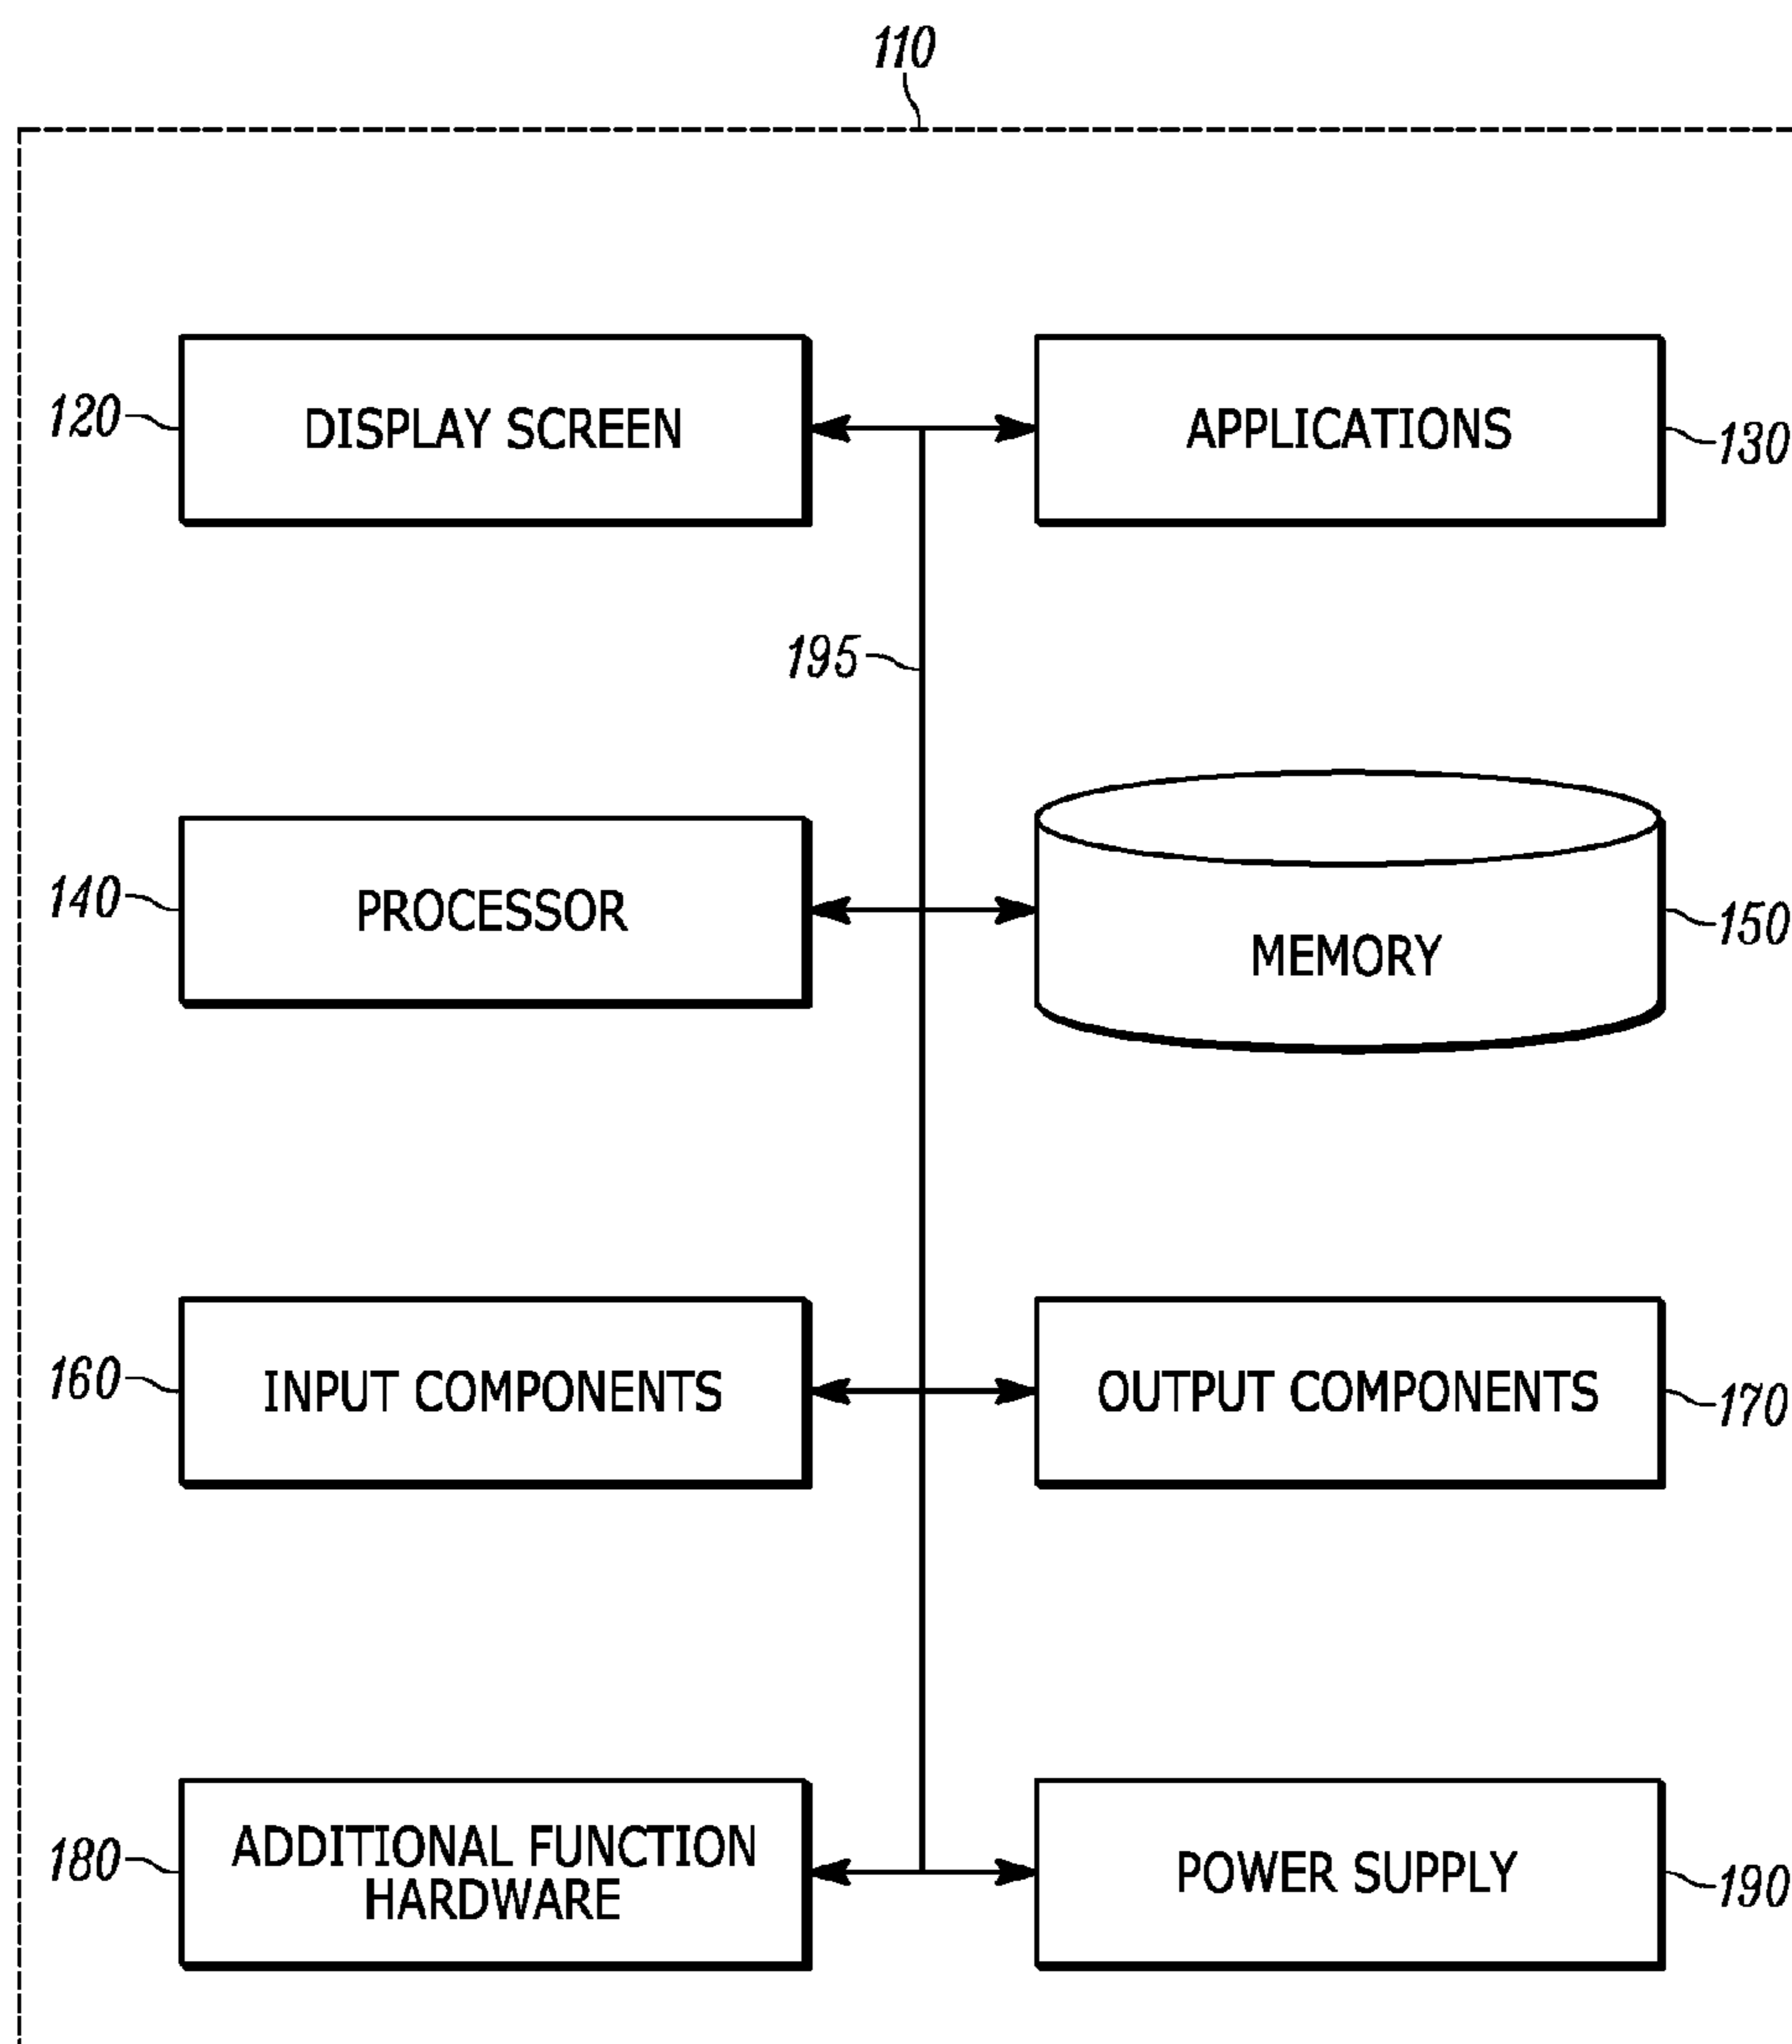 110
120
DISPLAY SCREEN
APPLICATIONS
130
195
140
PROCESSOR
MEMORY
150
160
INPUT COMPONENTS
OUTPUT COMPONENTS
170
180
ADDITIONAL FUNCTION
HARDWARE
POWER SUPPLY
190